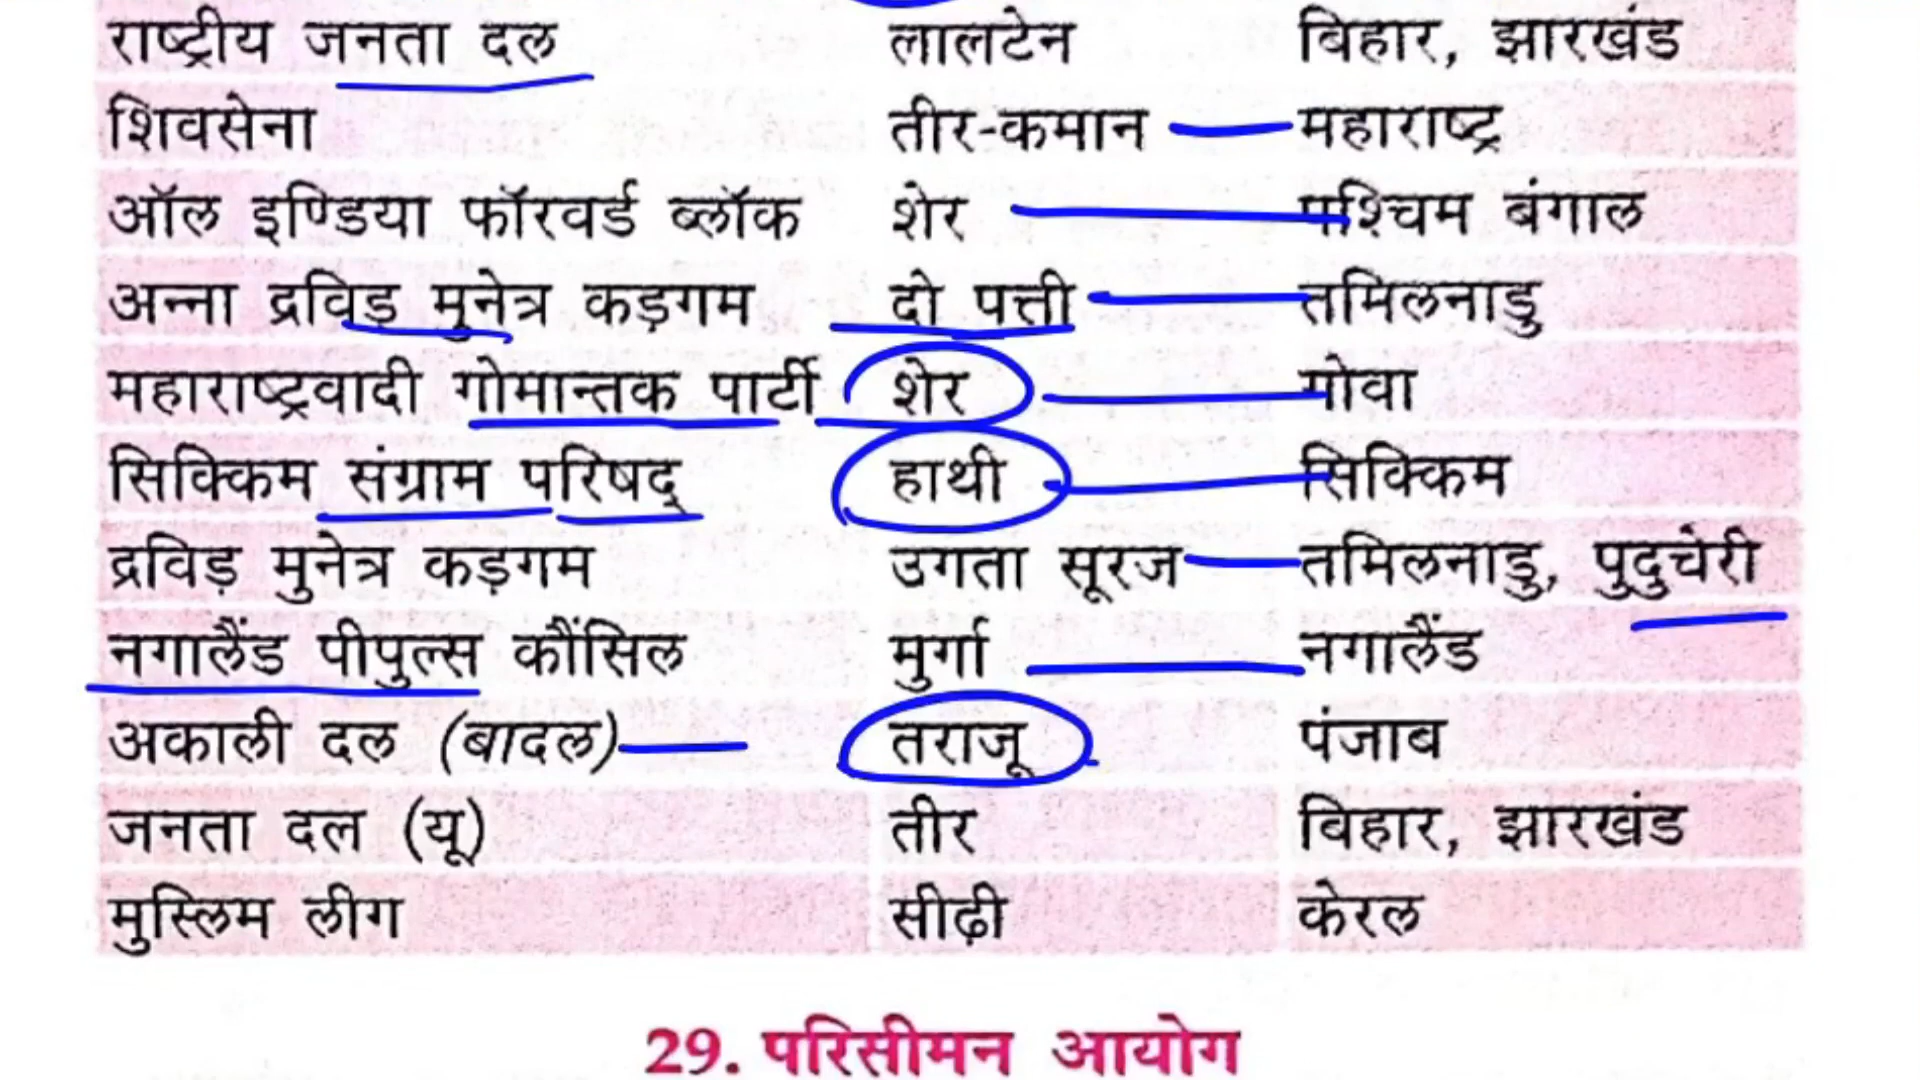 राष्ट्रीय जनता दल लालटेन बिहार, झारखंड
शिवसेना तीर-कमान महाराष्ट्र
ऑल इण्डिया फॉरवर्ड ब्लॉक शेर पश्चिम बंगाल
अन्ना द्रविड़ मुनेत्र कड़गम दो पत्ती तमिलनाडु
महाराष्ट्रवादी गोमान्तक पार्टी शेर गोवा
सिक्किम संग्राम परिषद् हाथी सिक्किम
द्रविड़ मुनेत्र कड़गम उगता सूरज तमिलनाडु, पुदुचेरी
नगालैंड पीपुल्स कौंसिल मुर्गा नगालैंड
अकाली दल (बादल) तराजू पंजाब
जनता दल (यू) तीर बिहार, झारखंड
मुस्लिम लीग सीढ़ी केरल
29. परिसीमन आयोग